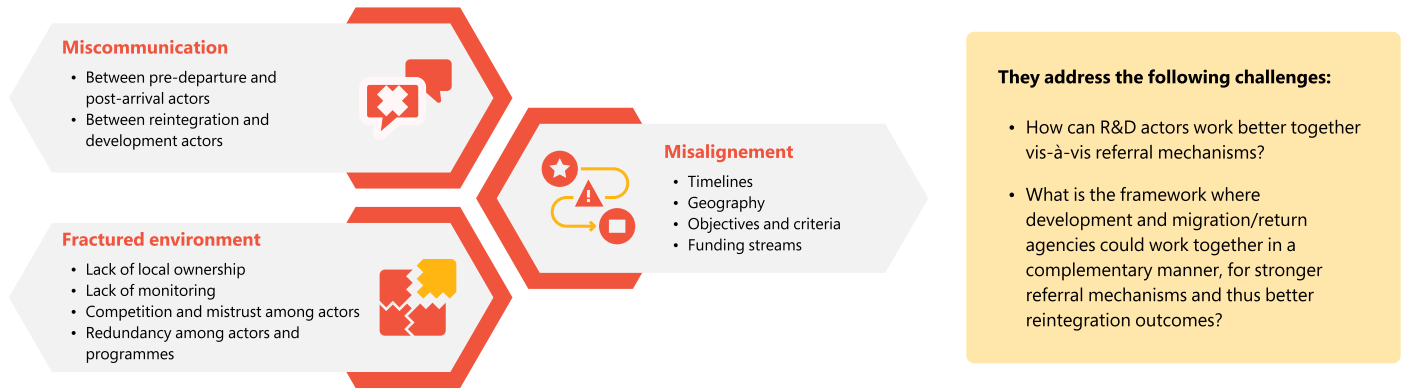 Miscommunication
• Between pre-departure and
post-arrival actors
• Between reintegration and
development actors
Fractured environment
• Lack of local ownership
• Lack of monitoring
• Competition and mistrust among actors
• Redundancy among actors and
programmes
Misalignement
• Timelines
• Geography
• Objectives and criteria
• Funding streams
They address the following challenges:
• How can R&D actors work better together
vis-à-vis referral mechanisms?
• What is the framework where
development and migration/return
agencies could work together in a
complementary manner, for stronger
referral mechanisms and thus better
reintegration outcomes?